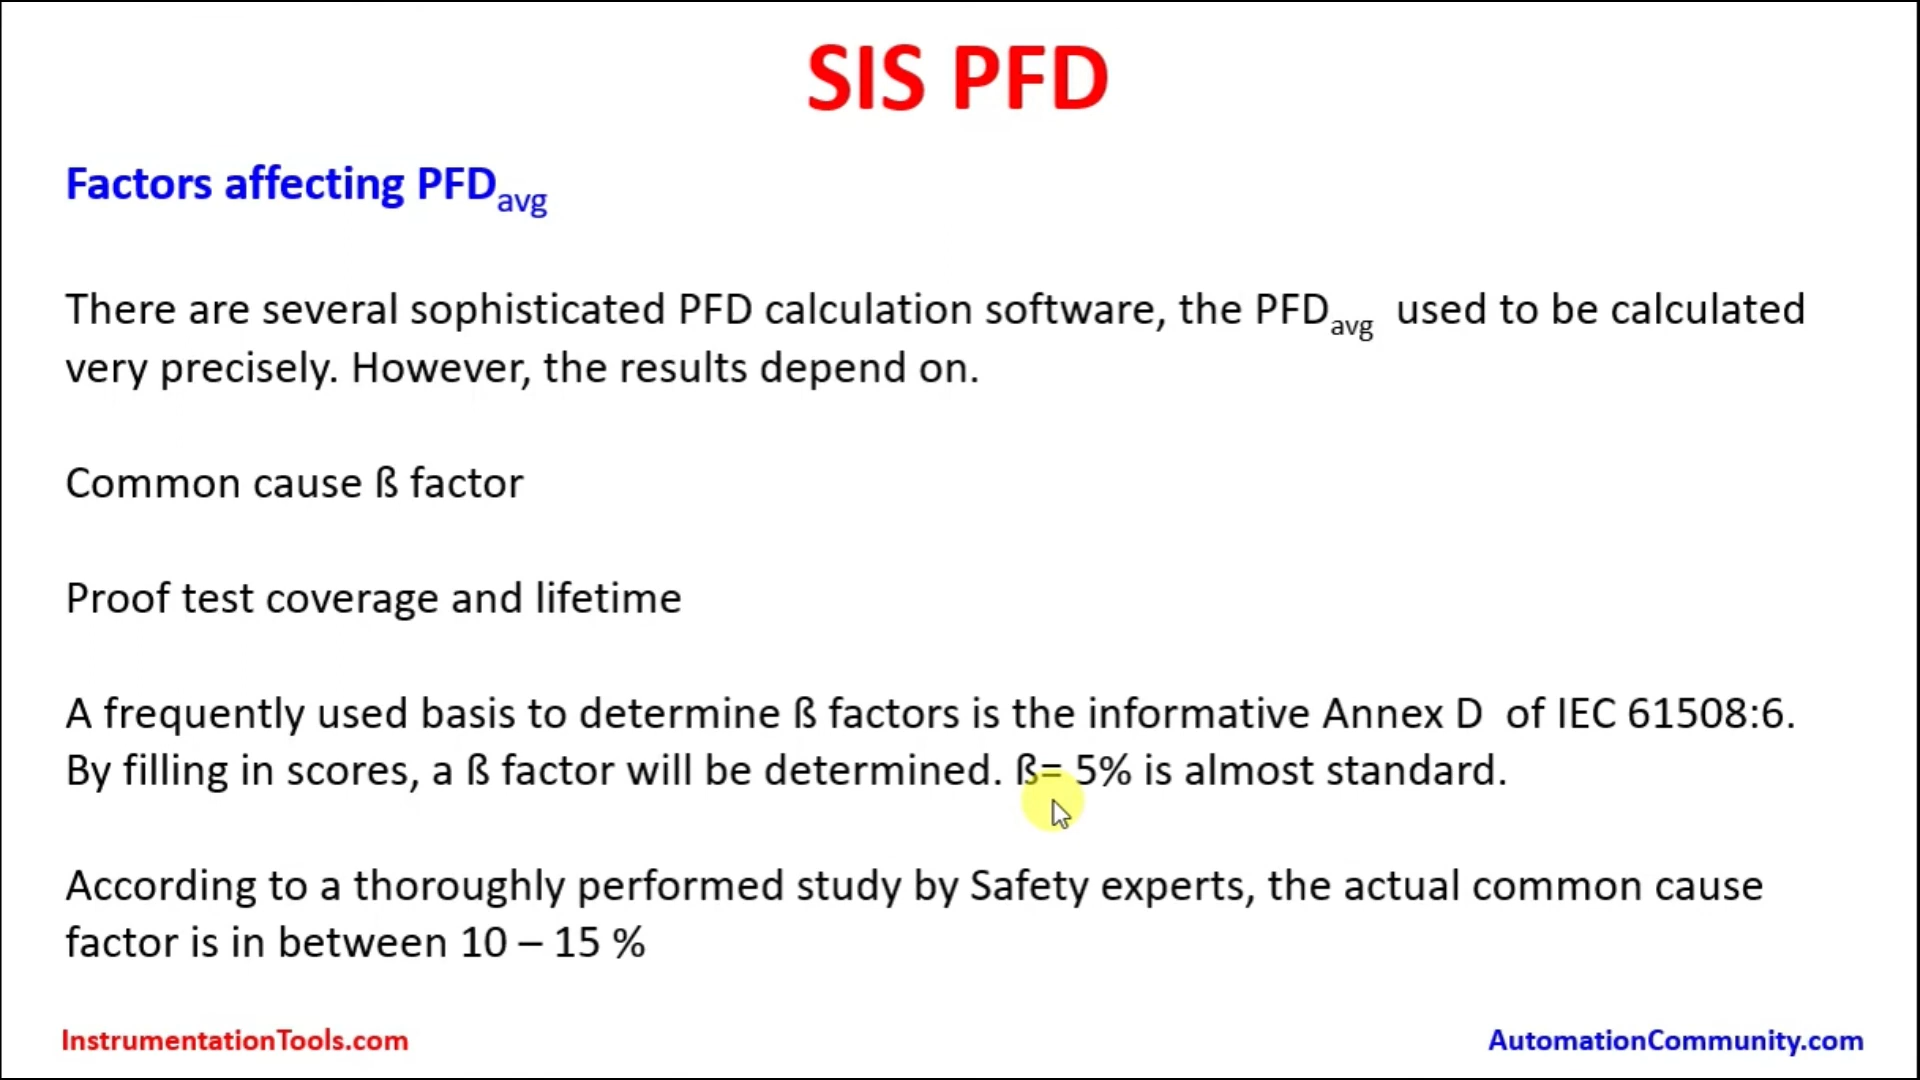 SIS PFD
Factors affecting PFDavg
There are several sophisticated PFD calculation software, the PFDavg used to be calculated
very precisely. However, the results depend on.
Common cause ß factor
Proof test coverage and lifetime
A frequently used basis to determine ß factors is the informative Annex D of IEC 61508:6.
By filling in scores, a ß factor will be determined. ß= 5% is almost standard.
According to a thoroughly performed study by Safety experts, the actual common cause
factor is in between 10 – 15 %
InstrumentationTools.com
AutomationCommunity.com